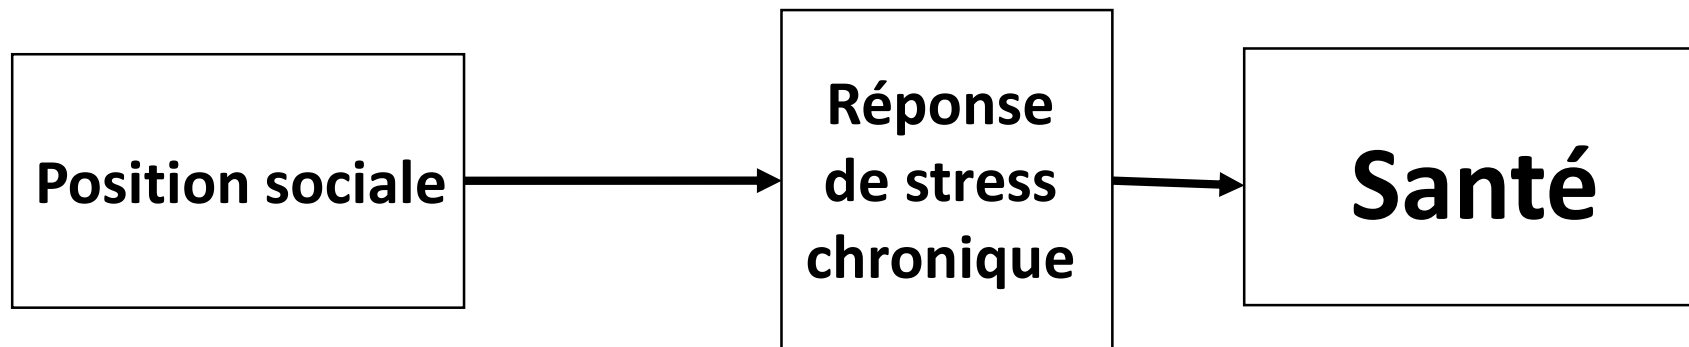 Position sociale
Réponse
de stress
chronique
Santé